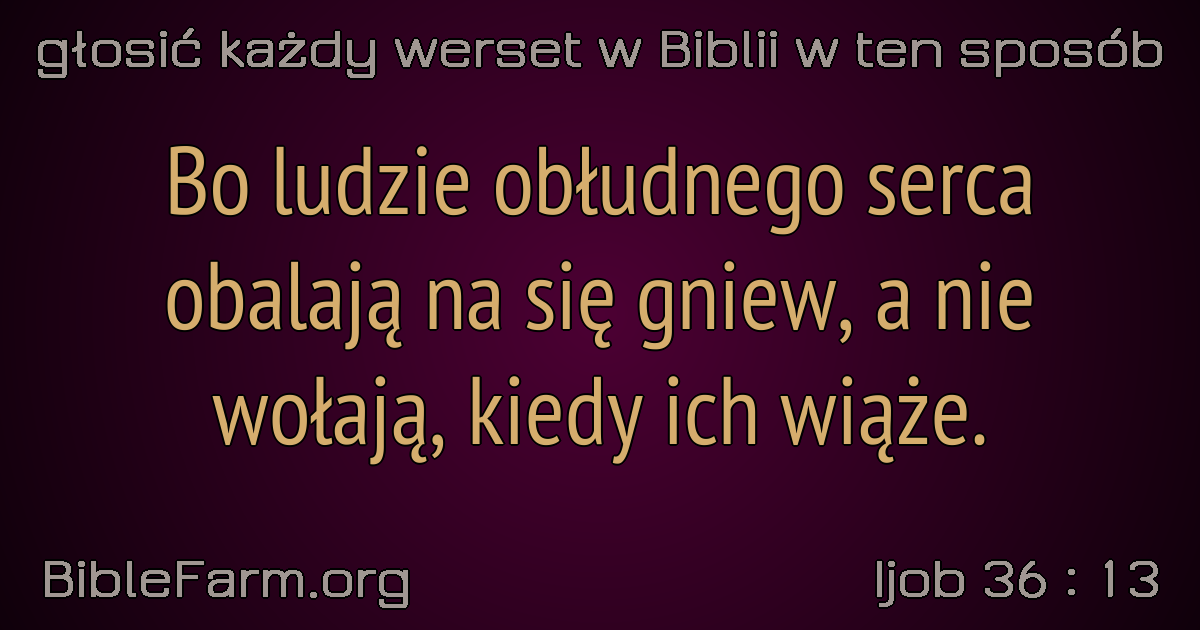 głosić każdy werset w Biblii w ten sposób
Bo ludzie obłudnego serca
obalają na się gniew, a nie
wołają, kiedy ich wiąże.
BibleFarm.org
Ijob 36 : 13